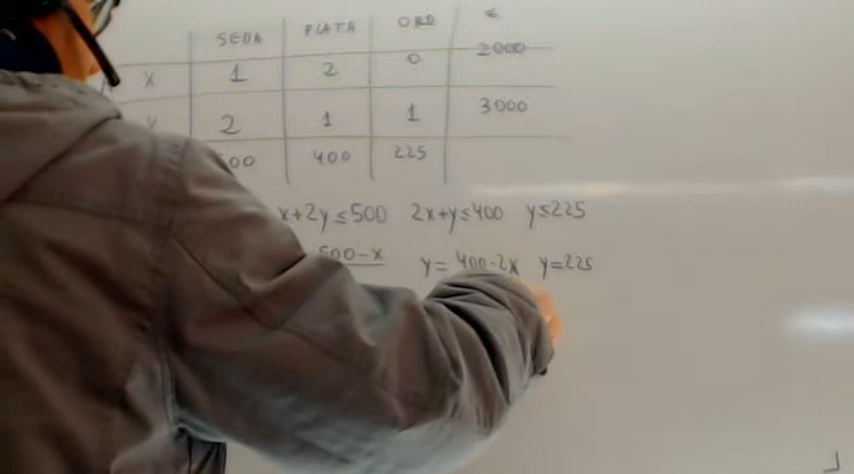 SEDA PLATA ORO €
X 1 2 0 2000
2 1 1 3000
00 400 225
x+2y≤500 2x+y≤400 y≤225
500-x y=400-2x y=225